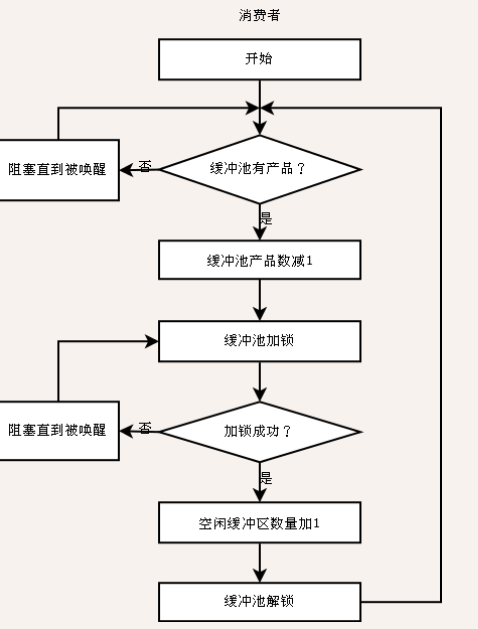 消费者
开始
缓冲池有产品？
否
阻塞直到被唤醒
是
缓冲池产品数减1
缓冲池加锁
加锁成功？
否
阻塞直到被唤醒
是
空闲缓冲区数量加1
缓冲池解锁